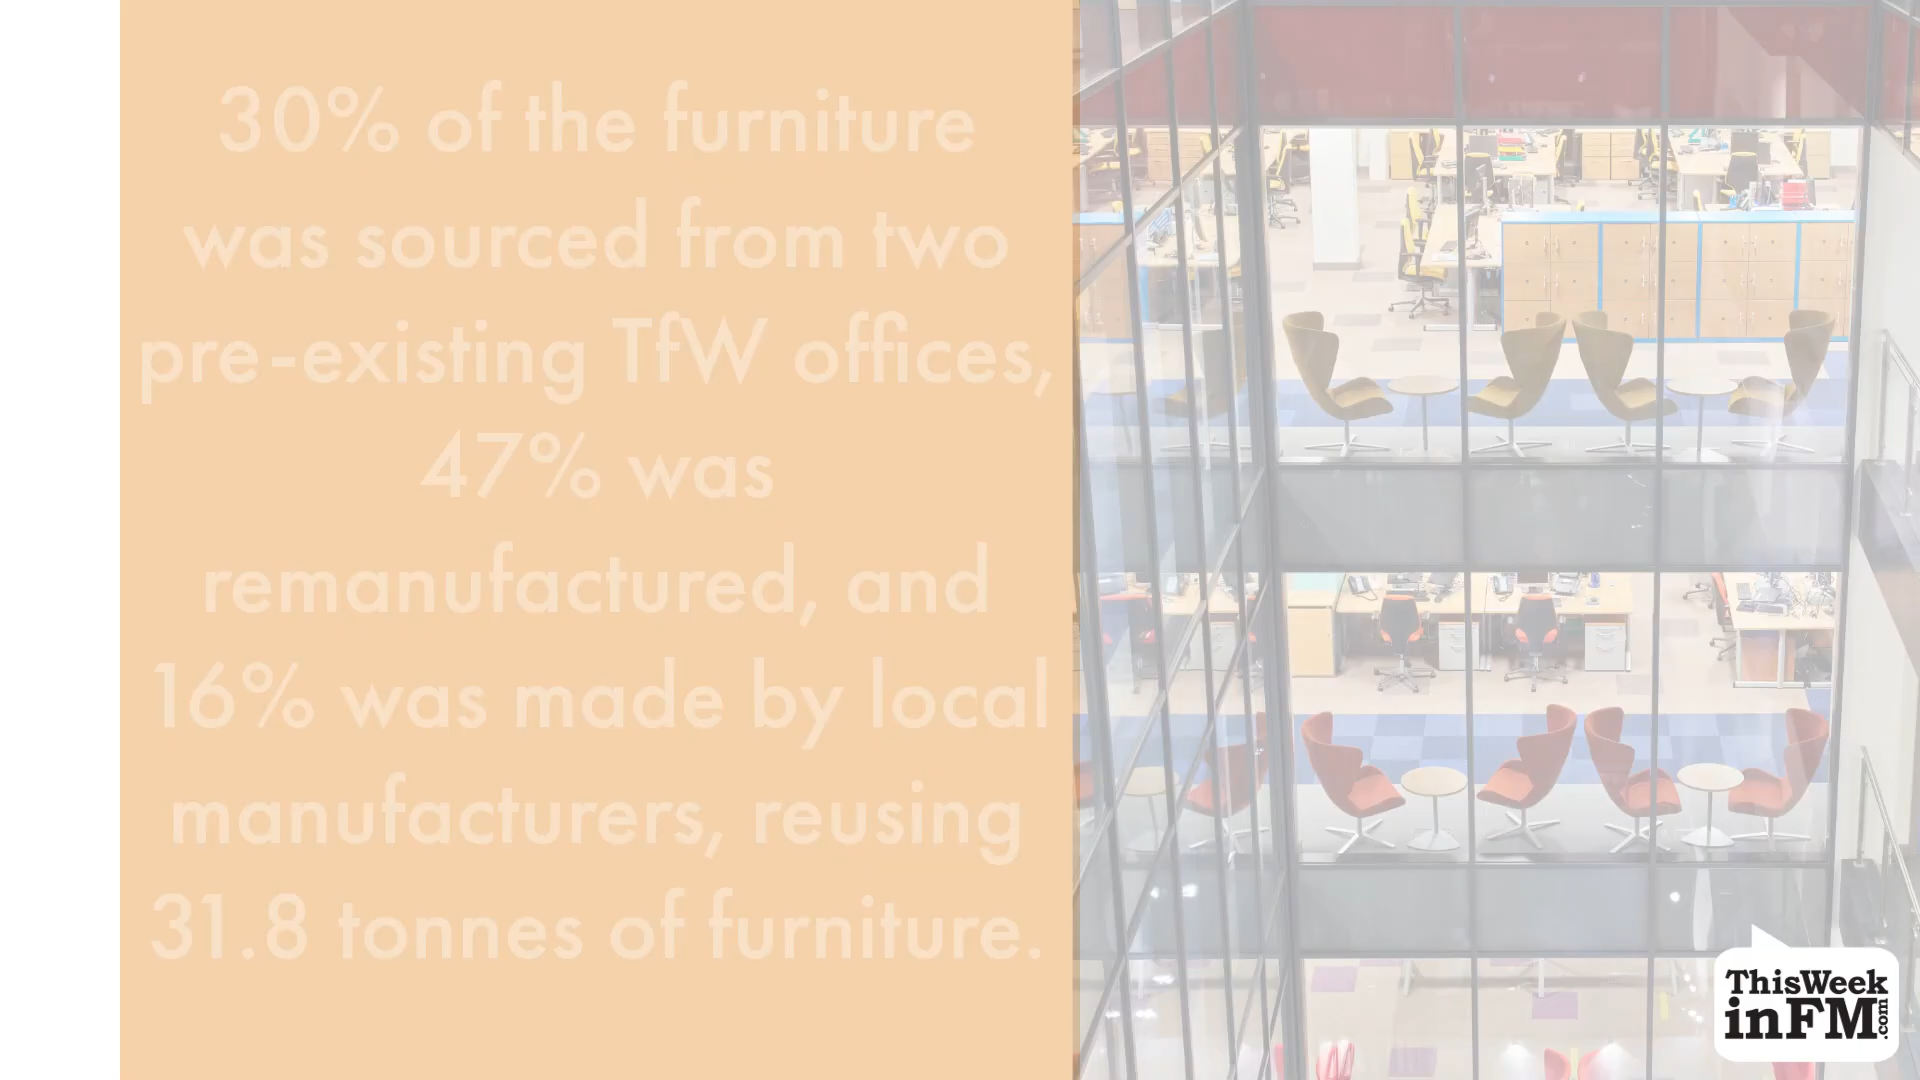 30% of the furniture
was sourced from two
pre-existing TfW offices,
47% was
remanufactured, and
16% was made by local
manufacturers, reusing
31.8 tonnes of furniture.
ThisWeek
inFM.com